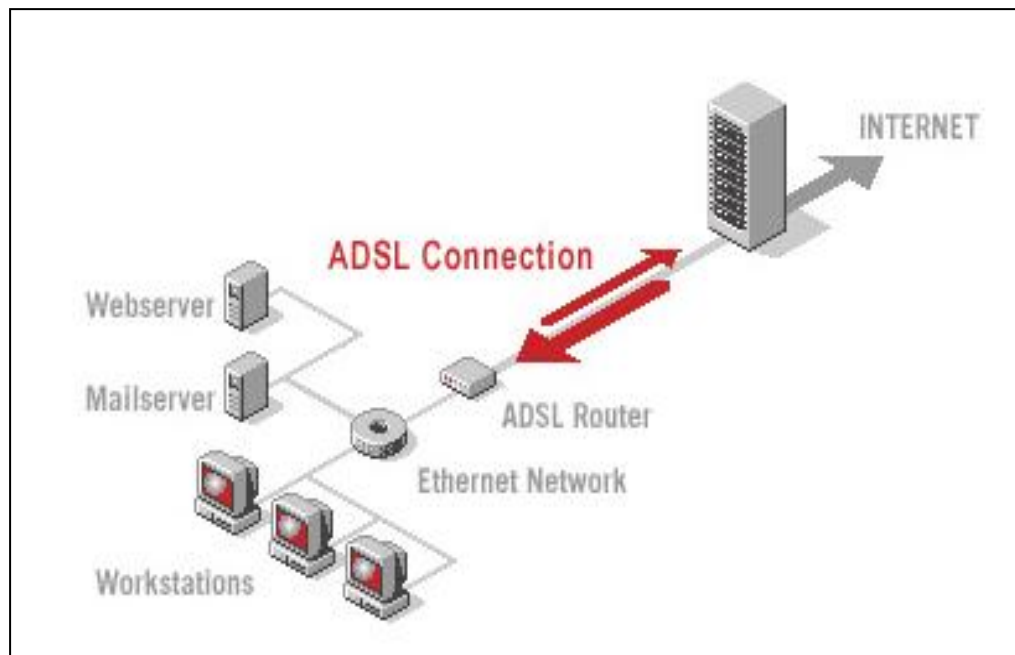 INTERNET
ADSL Connection
Webserver
Mailserver
ADSL Router
Ethernet Network
Workstations